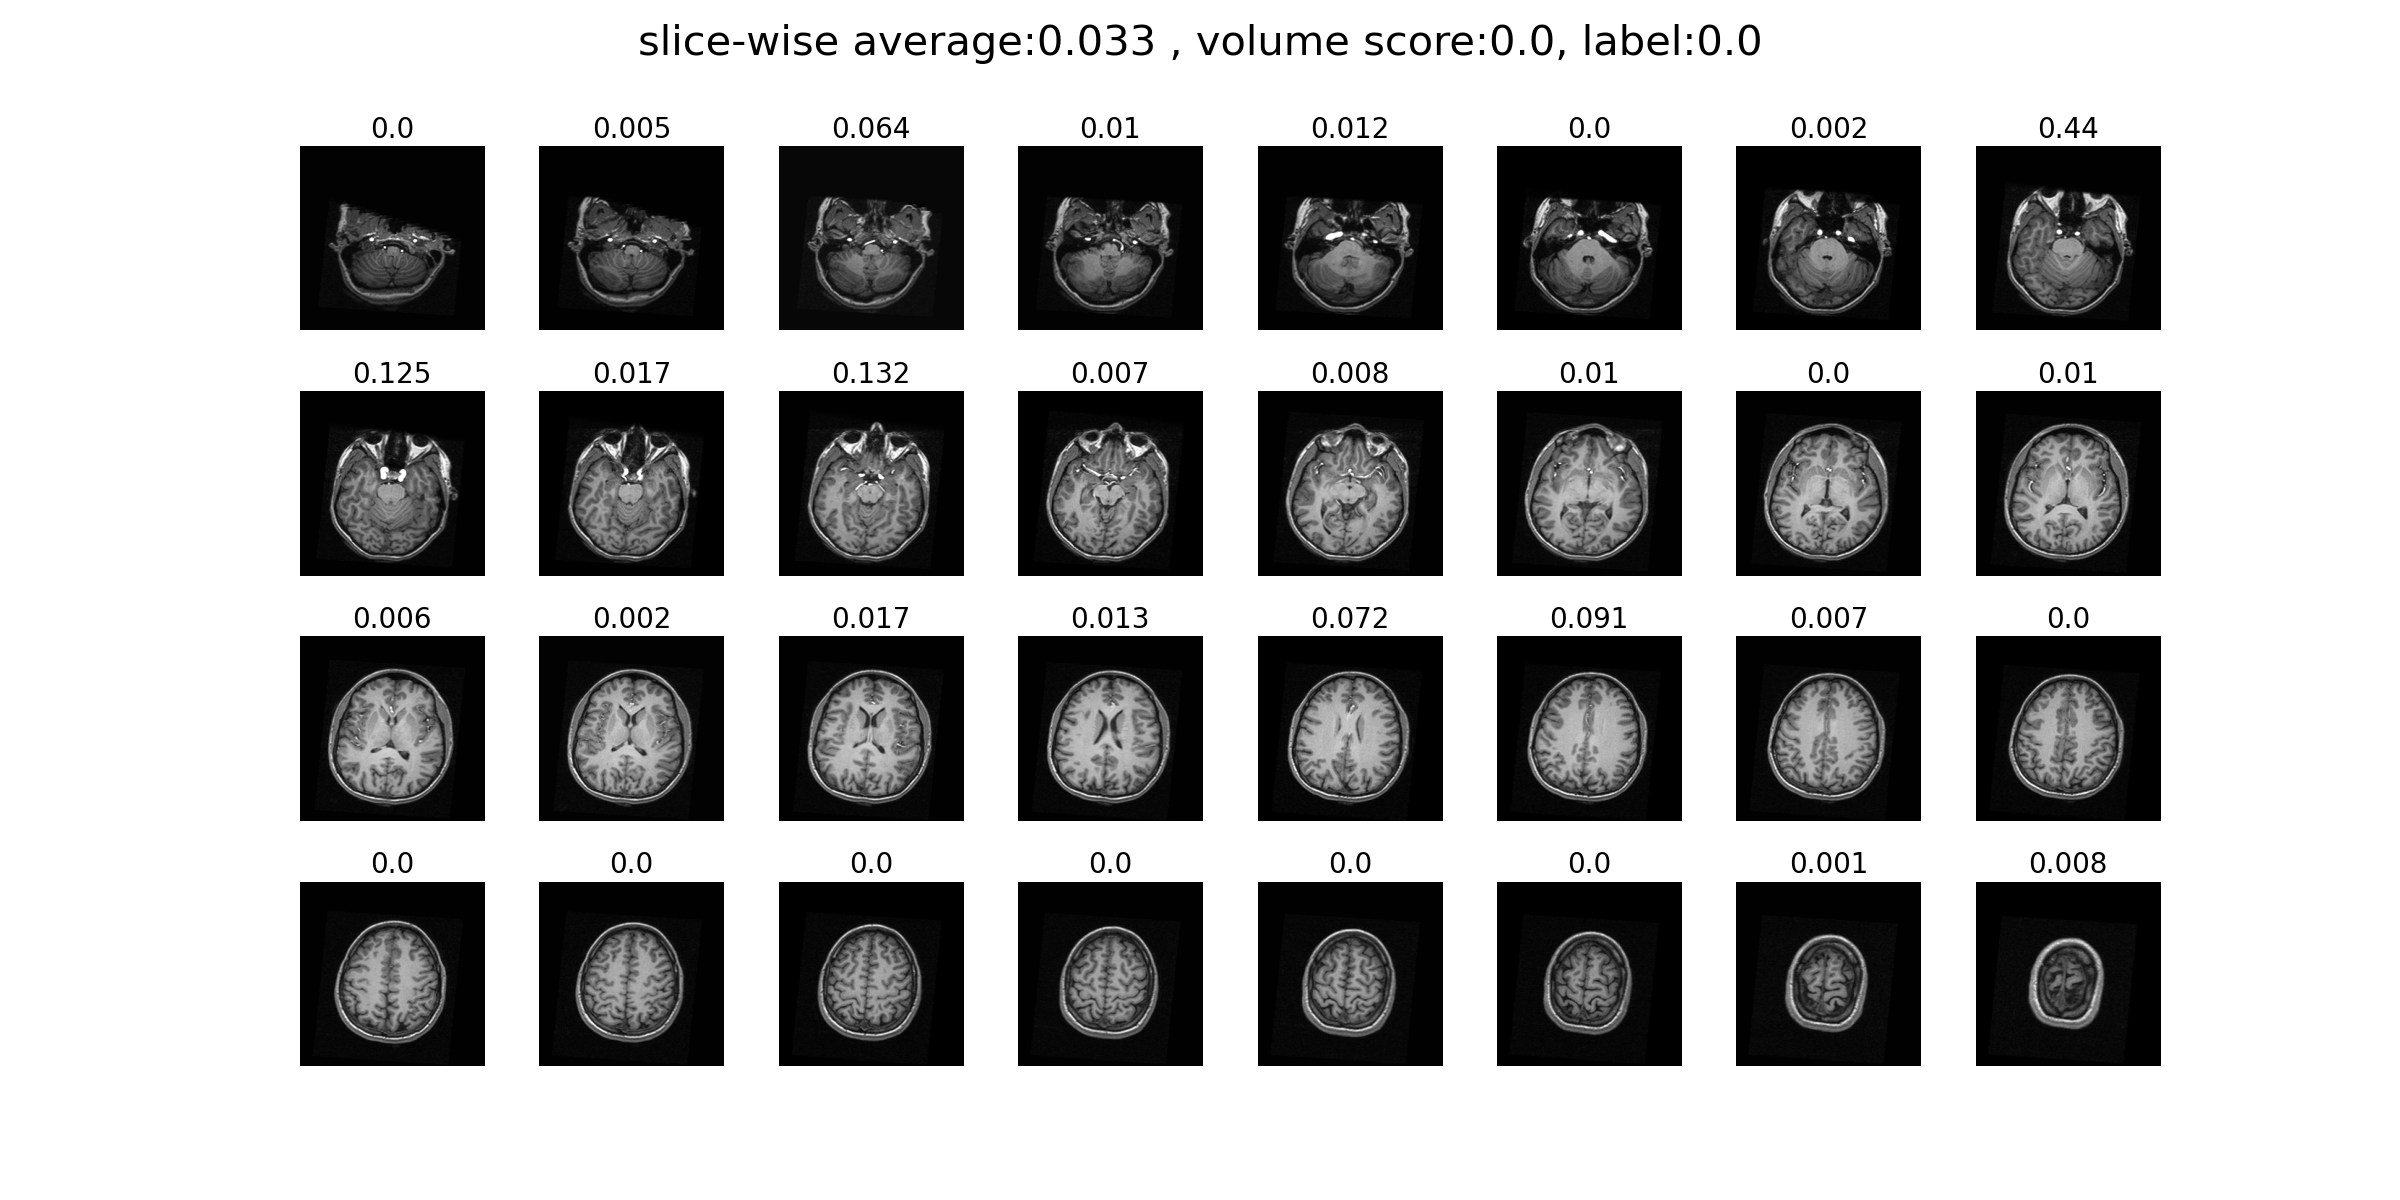 slice-wise average:0.033 , volume score:0.0, label:0.0
0.0 0.005 0.064 0.01 0.012 0.0 0.002 0.44
0.125 0.017 0.132 0.007 0.008 0.01 0.0 0.01
0.006 0.002 0.017 0.013 0.072 0.091 0.007 0.0
0.0 0.0 0.0 0.0 0.0 0.0 0.001 0.008